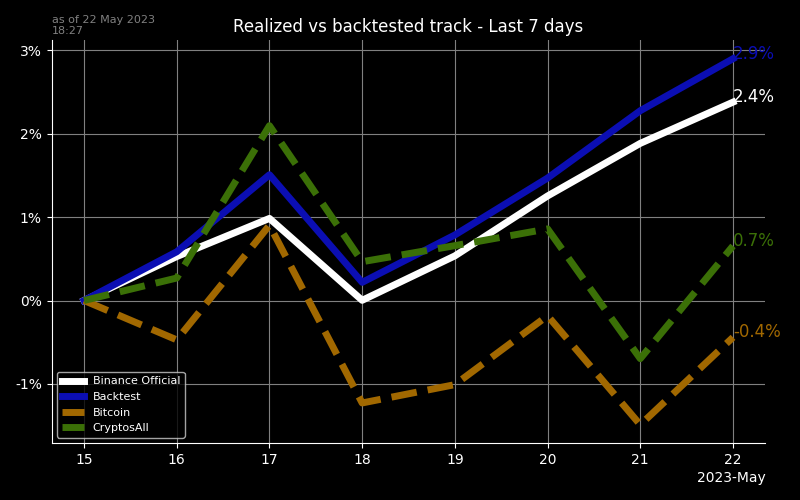 as of 22 May 2023
18:27
Realized vs backtested track - Last 7 days
3%
2%
1%
0%
-1%
2.9%
2.4%
0.7%
-0.4%
Binance Official
Backtest
Bitcoin
CryptosAll
15 16 17 18 19 20 21 22
2023-May